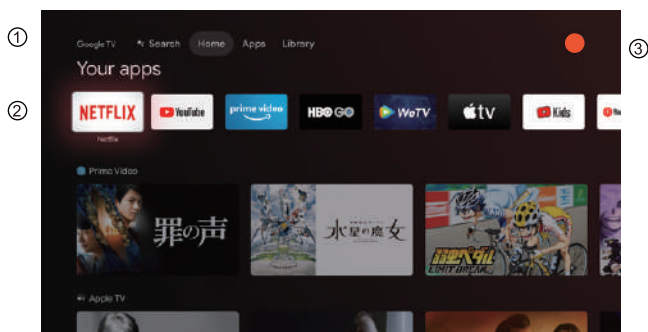 ①
Google TV Search Home Apps Library
③
Your apps
②
NETFLIX YouTube prime video HBO GO WeTV tv Kids
Netflix
Prime Video
罪の声 水星の魔女 弱虫ペダル
LIMIT BREAK
Apple TV